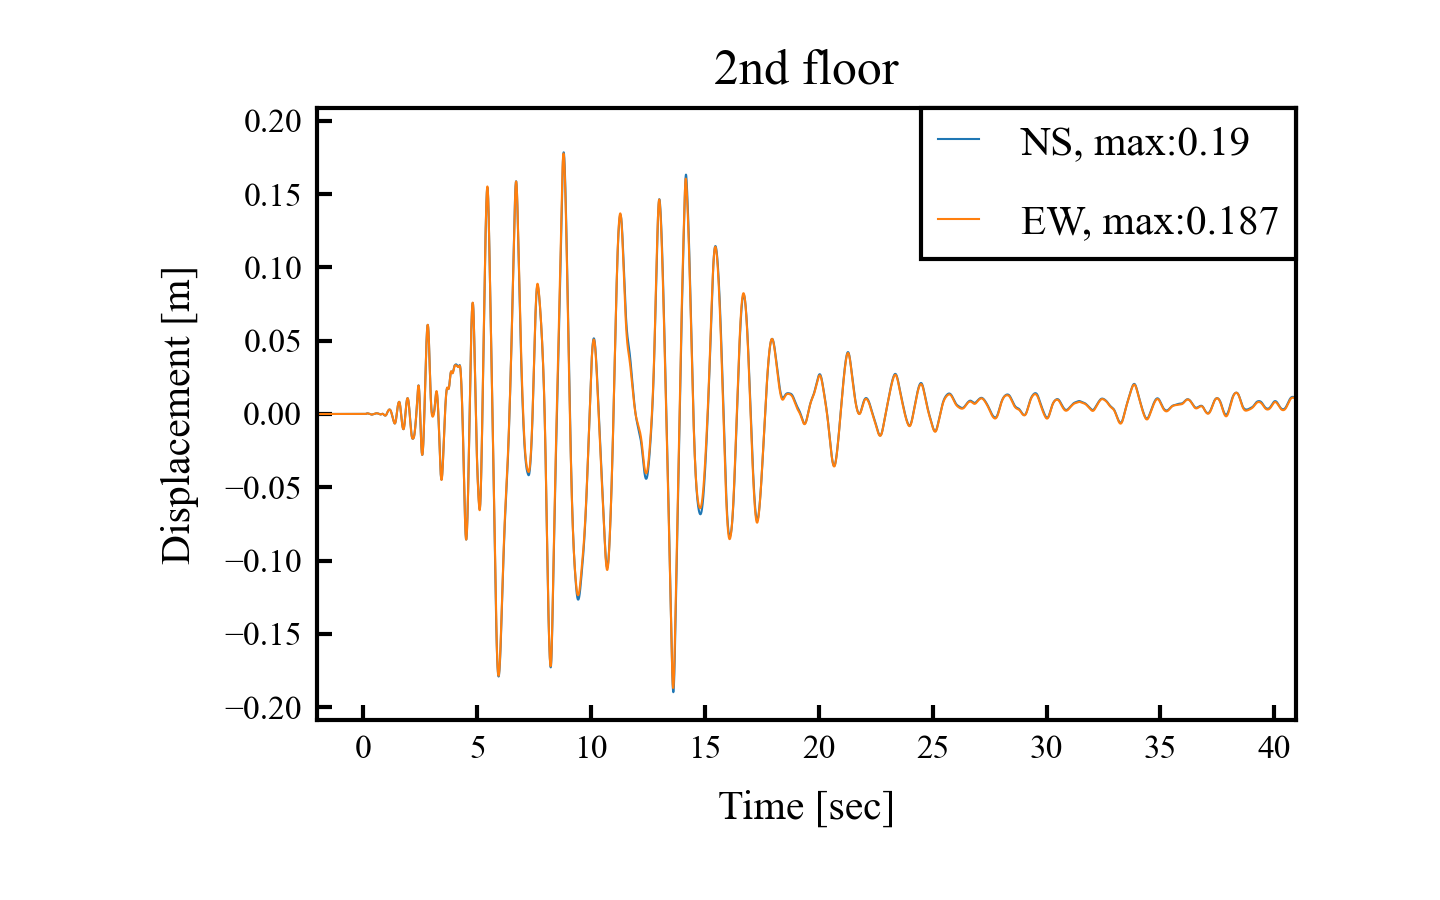 2nd floor
NS, max:0.19
EW, max:0.187
Displacement [m]
0.20
0.15
0.10
0.05
0.00
−0.05
−0.10
−0.15
−0.20
0 5 10 15 20 25 30 35 40
Time [sec]